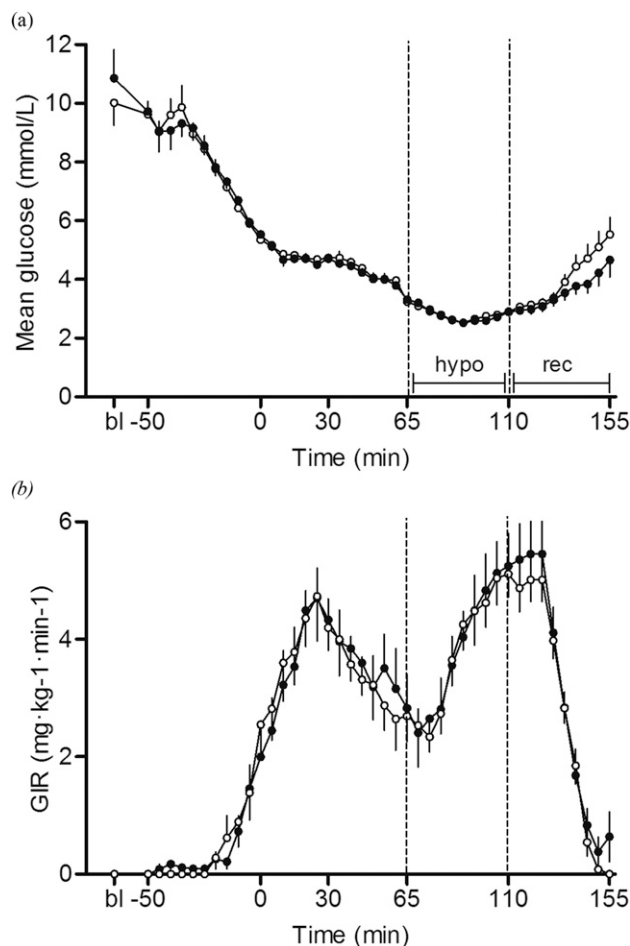 (a)
Mean glucose (mmol/L)
12
10
8
6
4
2
0
hypo
rec
bl -50 0 30 65 110 155
Time (min)
(b)
GIR (mg·kg-1·min-1)
6
4
2
0
bl -50 0 30 65 110 155
Time (min)